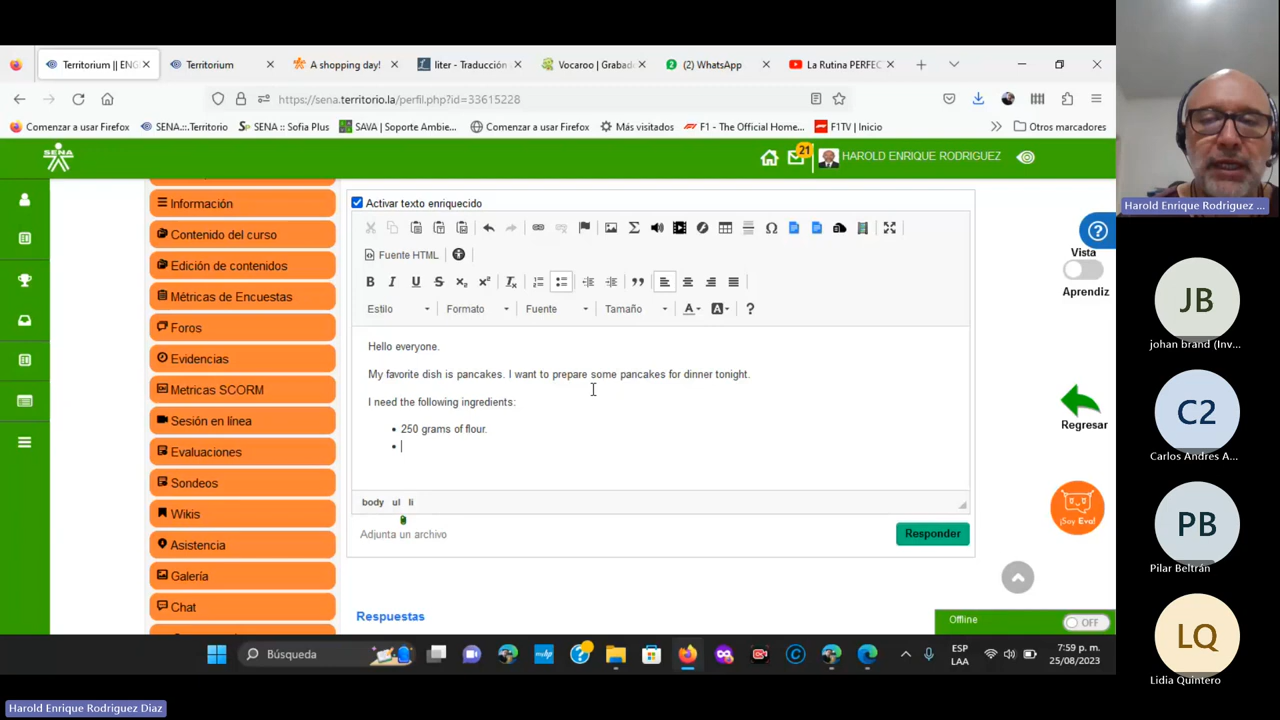 Territorium || ENG
Territorium
A shopping day!
liter - Traducción
Vocaroo | Grabad
(2) WhatsApp
La Rutina PERFEC
https://sena.territorio.la/perfil.php?id=33615228
Comenzar a usar Firefox
SENA.:.Territorio
SENA :: Sofia Plus
SAVA | Soporte Ambie...
Comenzar a usar Firefox
Más visitados
F1 - The Official Home...
F1TV | Inicio
Otros marcadores
SENA
21
HAROLD ENRIQUE RODRIGUEZ
Harold Enrique Rodriguez ...
Información
Contenido del curso
Edición de contenidos
Métricas de Encuestas
Foros
Evidencias
Metricas SCORM
Sesión en línea
Evaluaciones
Sondeos
Wikis
Asistencia
Galería
Chat
Activar texto enriquecido
Fuente HTML
Estilo
Formato
Fuente
Tamaño
Hello everyone.
My favorite dish is pancakes. I want to prepare some pancakes for dinner tonight.
I need the following ingredients:
• 250 grams of flour.
•
body ul li
Adjunta un archivo
Responder
Respuestas
Vista
Aprendiz
Regresar
¡Soy Eva!
Offline
OFF
JB
johan brand (Inv...
C2
Carlos Andres A...
PB
Pilar Beltrán
LQ
Lidia Quintero
Búsqueda
ESP
LAA
7:59 p. m.
25/08/2023
Harold Enrique Rodriguez Diaz